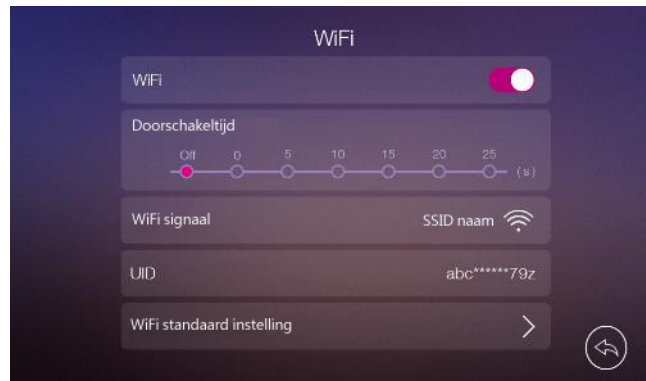 WiFi
WiFi
Doorschakeltijd
Off 0 5 10 15 20 25 (s)
WiFi signaal SSID naam
UID abc******79z
WiFi standaard instelling